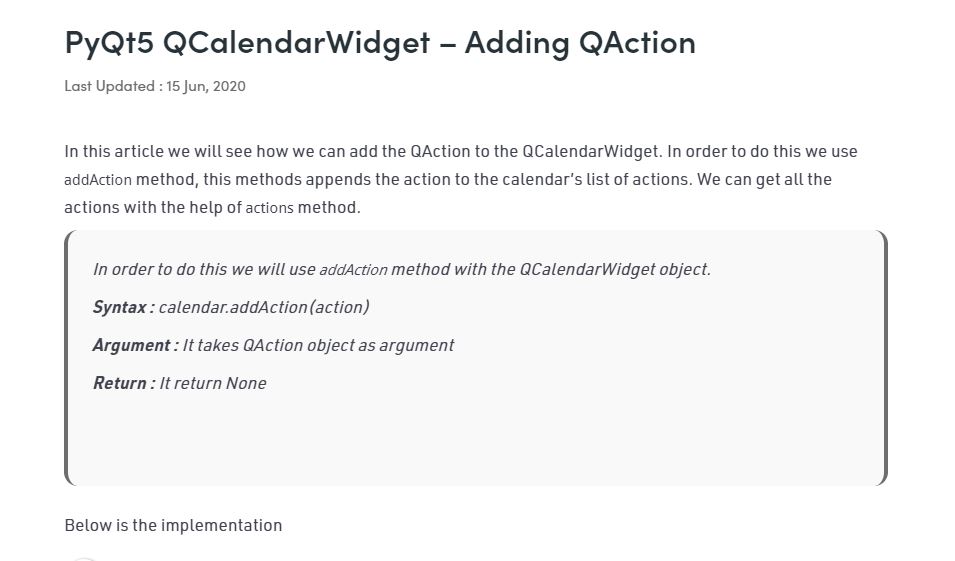 PyQt5 QCalendarWidget – Adding QAction
Last Updated : 15 Jun, 2020
In this article we will see how we can add the QAction to the QCalendarWidget. In order to do this we use
addAction method, this methods appends the action to the calendar's list of actions. We can get all the
actions with the help of actions method.
In order to do this we will use addAction method with the QCalendarWidget object.
Syntax : calendar.addAction(action)
Argument : It takes QAction object as argument
Return : It return None
Below is the implementation